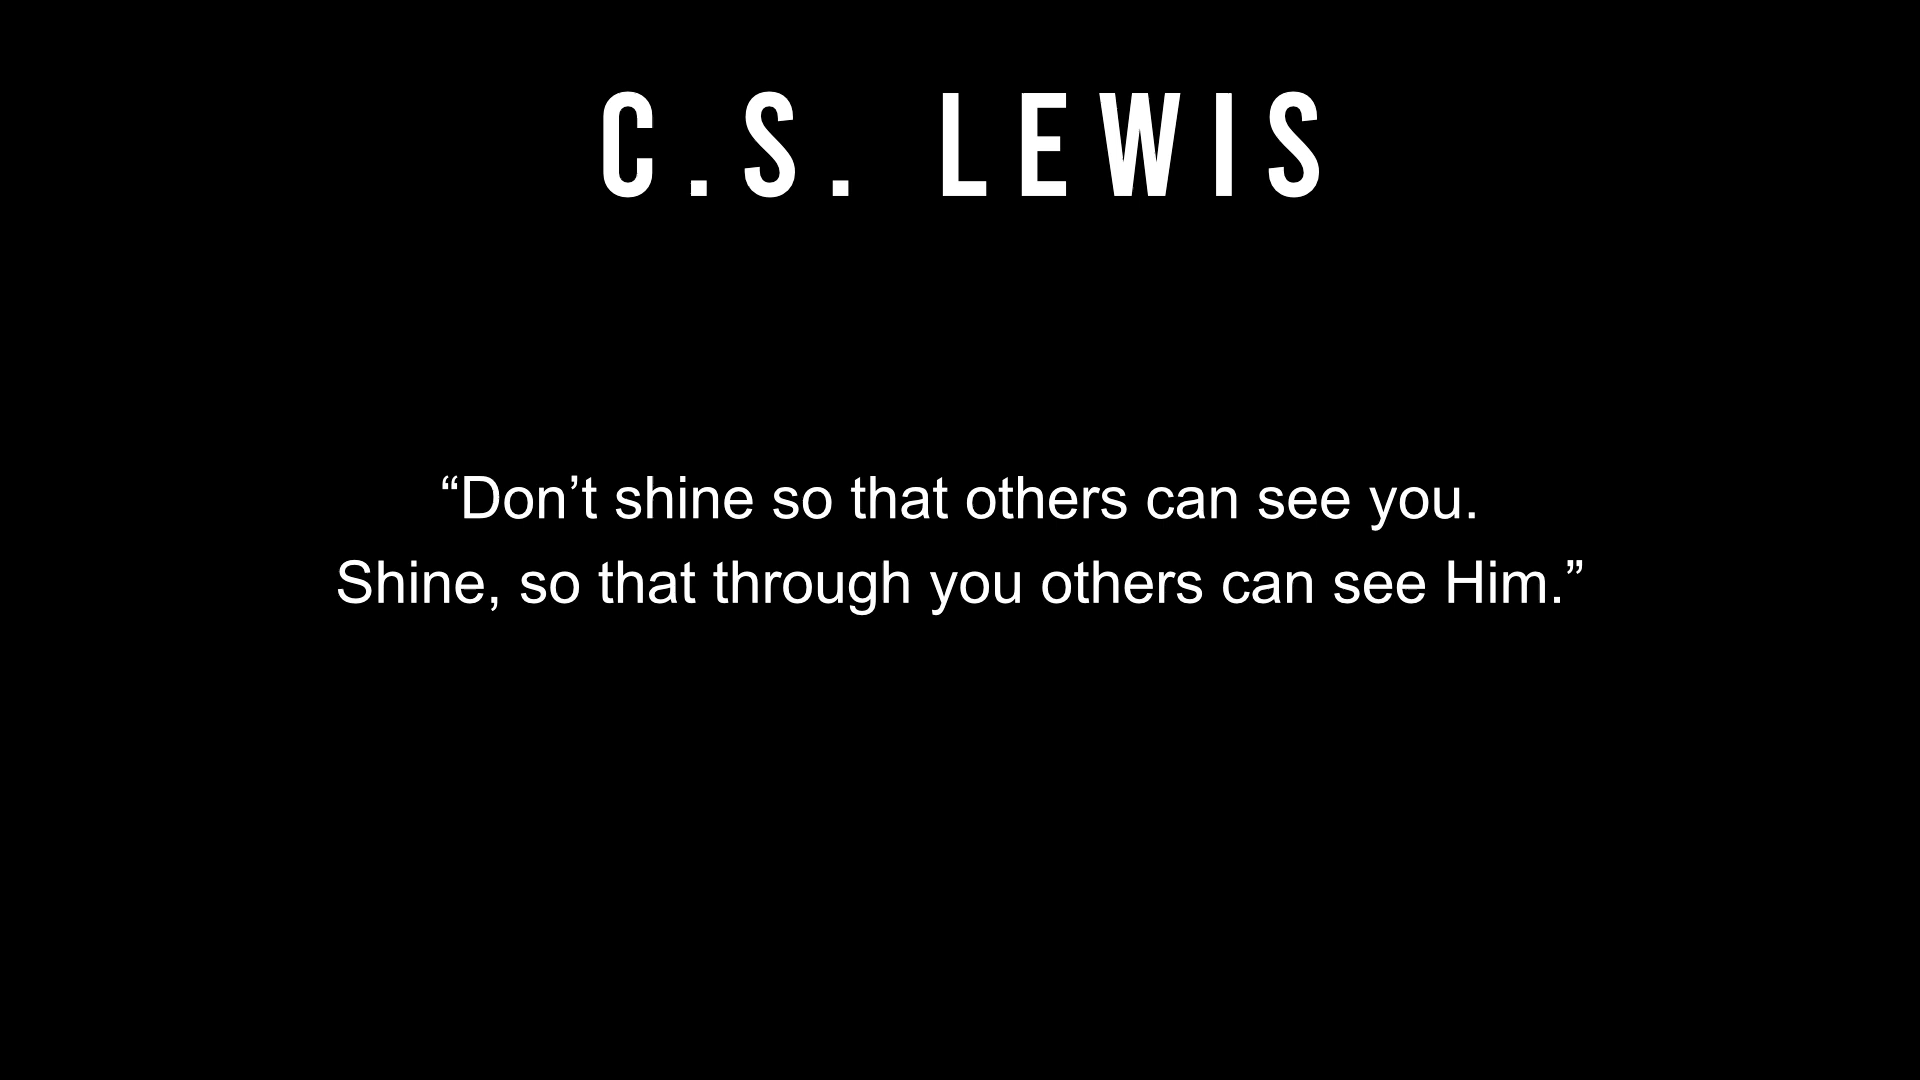 C.S. LEWIS
“Don’t shine so that others can see you.
Shine, so that through you others can see Him.”